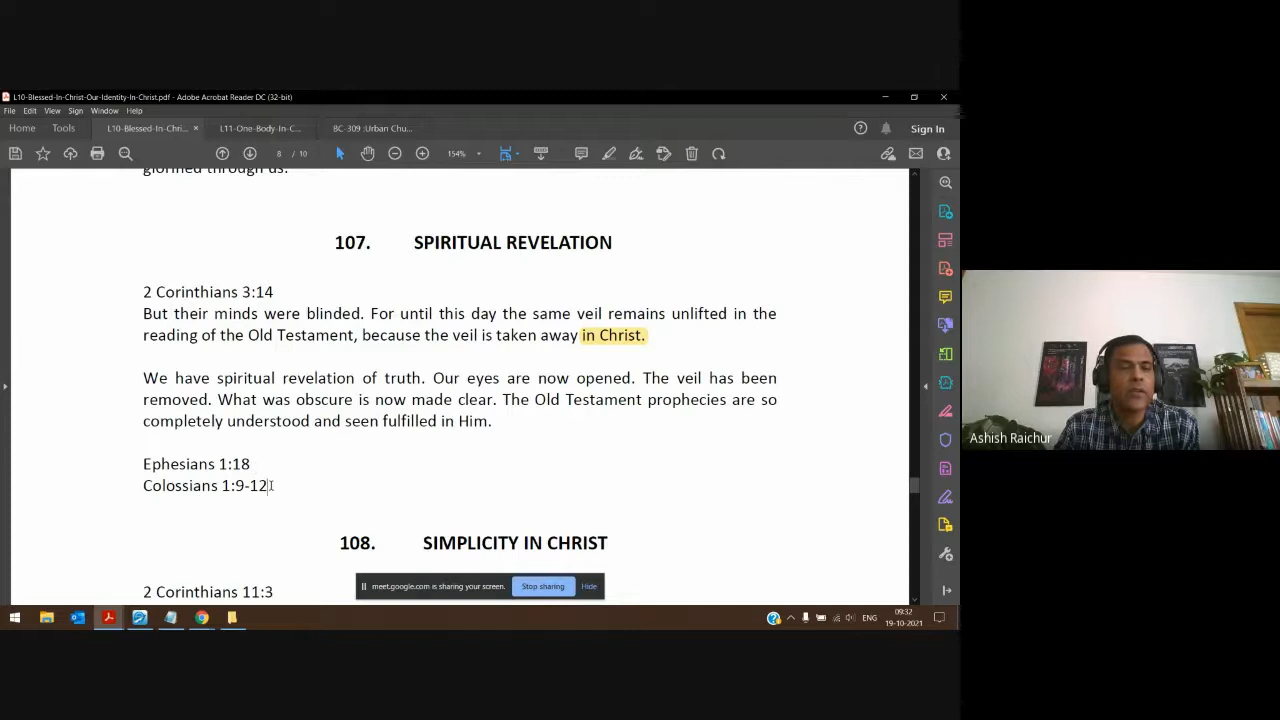 L10-Blessed-In-Christ-Our-Identity-In-Christ.pdf - Adobe Acrobat Reader DC (32-bit)
File Edit View Sign Window Help
Home Tools L10-Blessed-In-Chri... × L11-One-Body-In-C... BC-309 :Urban Chu... Sign In
8 / 10 154%
glorified through us.
107. SPIRITUAL REVELATION
2 Corinthians 3:14
But their minds were blinded. For until this day the same veil remains unlifted in the
reading of the Old Testament, because the veil is taken away in Christ.
We have spiritual revelation of truth. Our eyes are now opened. The veil has been
removed. What was obscure is now made clear. The Old Testament prophecies are so
completely understood and seen fulfilled in Him.
Ephesians 1:18
Colossians 1:9-12
108. SIMPLICITY IN CHRIST
2 Corinthians 11:3
meet.google.com is sharing your screen. Stop sharing Hide
ENG 09:32
19-10-2021
Ashish Raichur